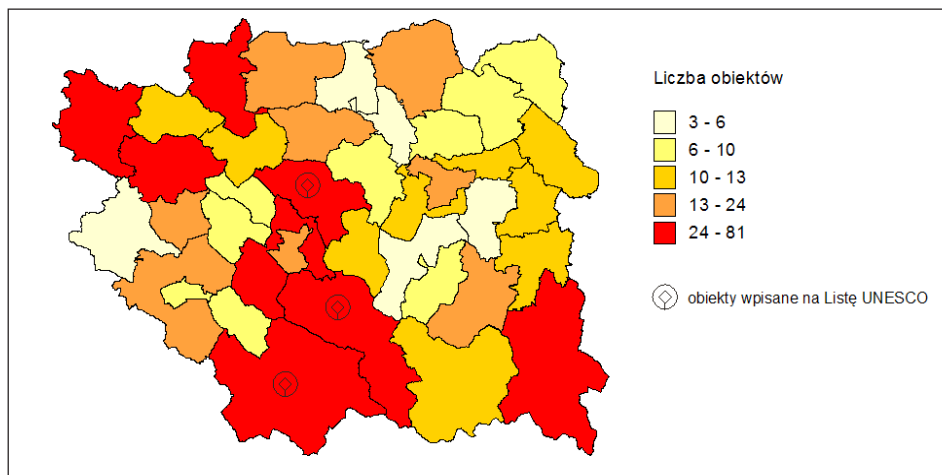 Liczba obiektów
3 - 6
6 - 10
10 - 13
13 - 24
24 - 81
obiekty wpisane na Listę UNESCO